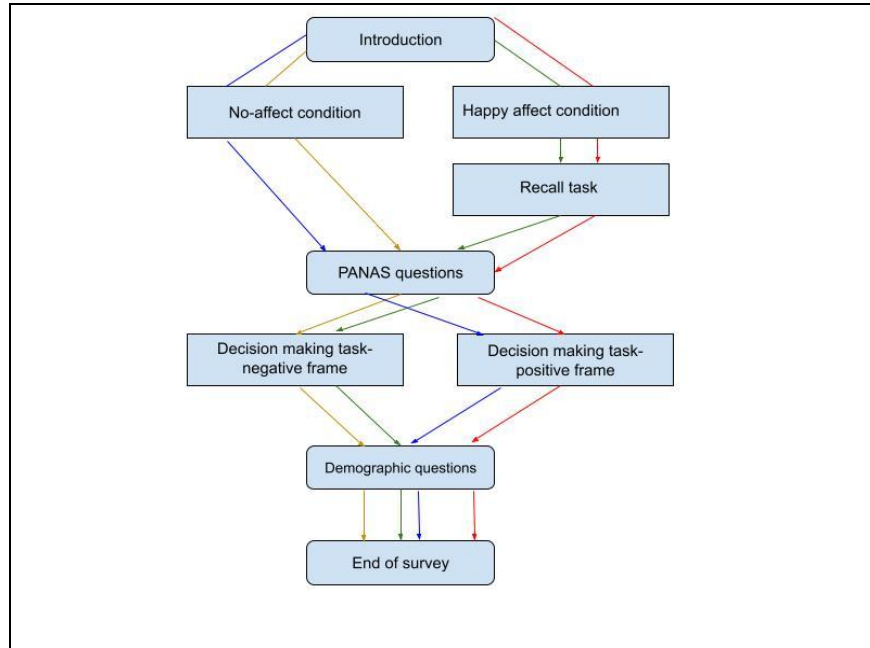 Introduction
No-affect condition
Happy affect condition
Recall task
PANAS questions
Decision making task-
negative frame
Decision making task-
positive frame
Demographic questions
End of survey